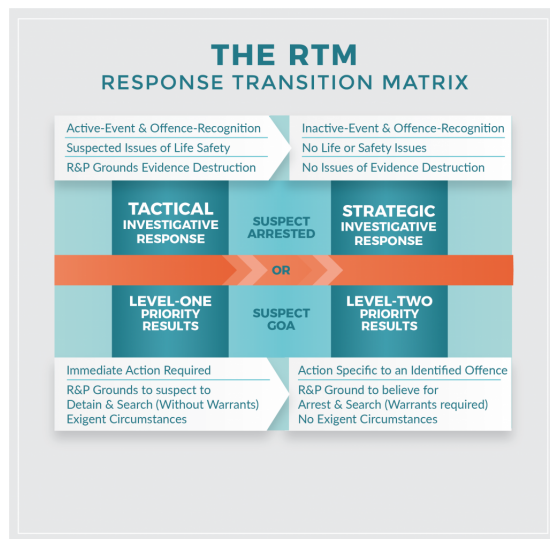 THE RTM
RESPONSE TRANSITION MATRIX
Active-Event & Offence-Recognition
Suspected Issues of Life Safety
R&P Grounds Evidence Destruction
Inactive-Event & Offence-Recognition
No Life or Safety Issues
No Issues of Evidence Destruction
TACTICAL
INVESTIGATIVE
RESPONSE
SUSPECT
ARRESTED
STRATEGIC
INVESTIGATIVE
RESPONSE
OR
LEVEL-ONE
PRIORITY
RESULTS
SUSPECT
GOA
LEVEL-TWO
PRIORITY
RESULTS
Immediate Action Required
R&P Grounds to suspect to
Detain & Search (Without Warrants)
Exigent Circumstances
Action Specific to an Identified Offence
R&P Ground to believe for
Arrest & Search (Warrants required)
No Exigent Circumstances